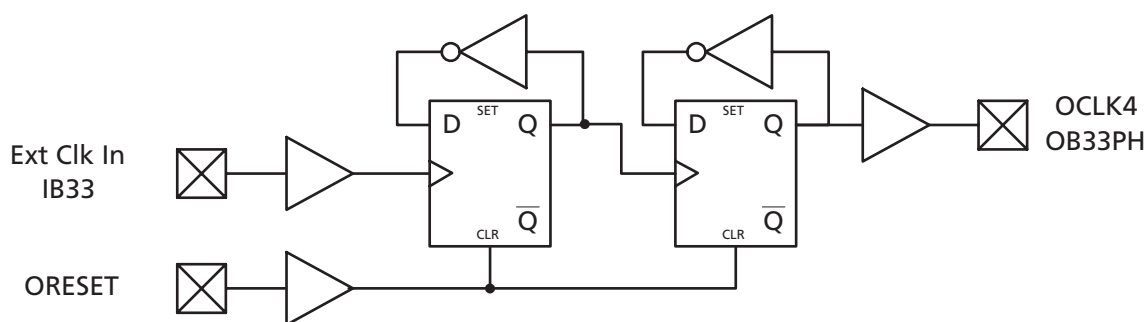 Ext Clk In
IB33
ORESET
D
SET
Q
Q
CLR
D
SET
Q
Q
CLR
OCLK4
OB33PH